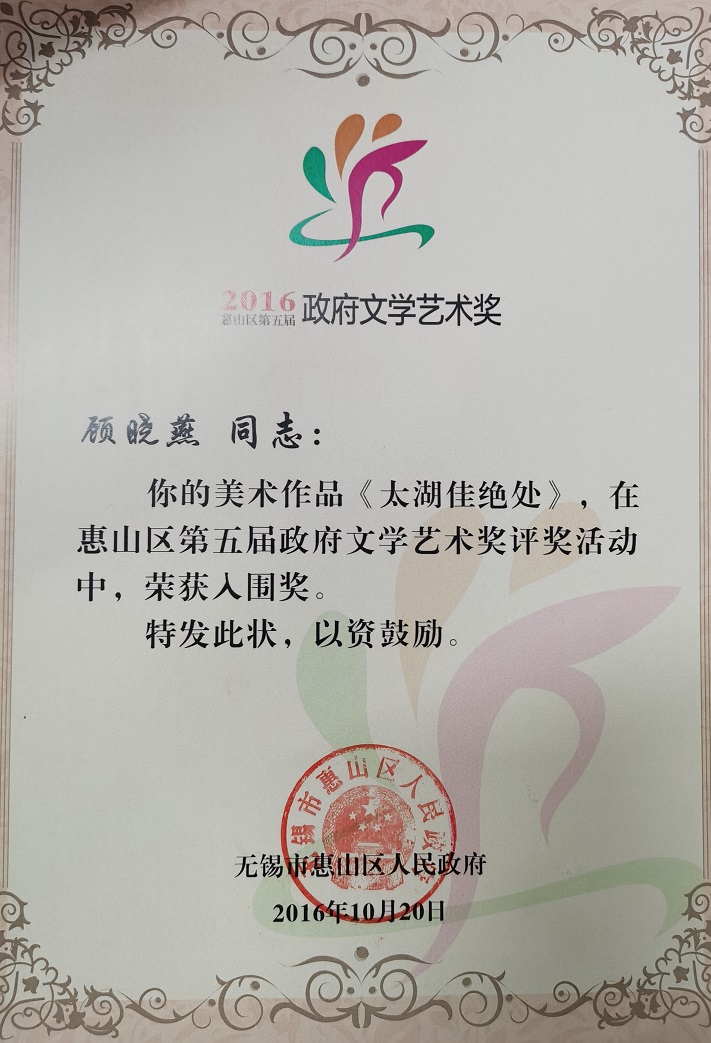 2016
惠山区第五届
政府文学艺术奖
顾晓燕 同志：
你的美术作品《太湖佳绝处》，在
惠山区第五届政府文学艺术奖评奖活动
中，荣获入围奖。
特发此状，以资鼓励。
无锡市惠山区人民政府
无锡市惠山区人民政府
2016年10月20日